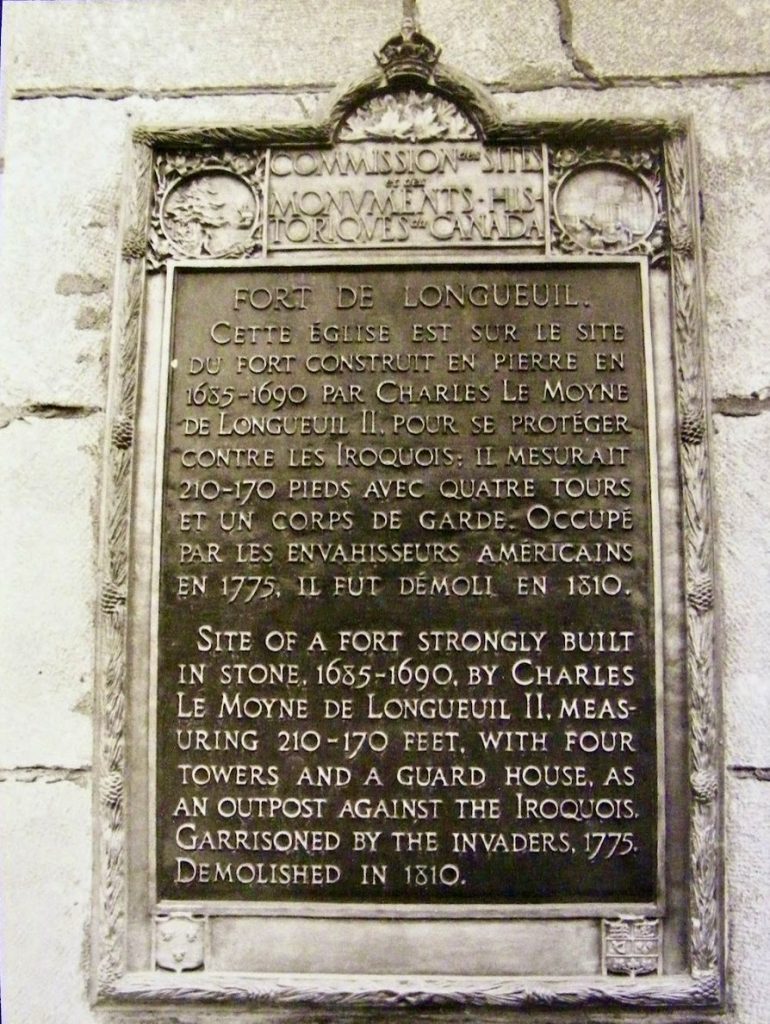 COMMISSION des SITES
et des
MONVMENTS-HIS-
TORIQVES du CANADA
FORT DE LONGUEUIL.
CETTE ÉGLISE EST SUR LE SITE
DU FORT CONSTRUIT EN PIERRE EN
1685-1690 PAR CHARLES LE MOYNE
DE LONGUEUIL II, POUR SE PROTÉGER
CONTRE LES IROQUOIS; IL MESURAIT
210-170 PIEDS AVEC QUATRE TOURS
ET UN CORPS DE GARDE. OCCUPÉ
PAR LES ENVAHISSEURS AMÉRICAINS
EN 1775, IL FUT DÉMOLI EN 1810.
SITE OF A FORT STRONGLY BUILT
IN STONE, 1685-1690, BY CHARLES
LE MOYNE DE LONGUEUIL II, MEAS-
URING 210-170 FEET, WITH FOUR
TOWERS AND A GUARD HOUSE, AS
AN OUTPOST AGAINST THE IROQUOIS.
GARRISONED BY THE INVADERS, 1775.
DEMOLISHED IN 1810.